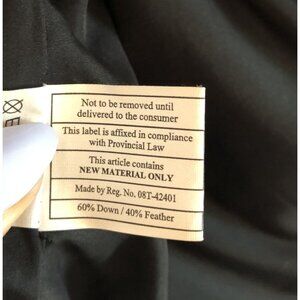 Not to be removed until
delivered to the consumer
This label is affixed in compliance
with Provincial Law
This article contains
NEW MATERIAL ONLY
Made by Reg. No. 08T-42401
60% Down / 40% Feather